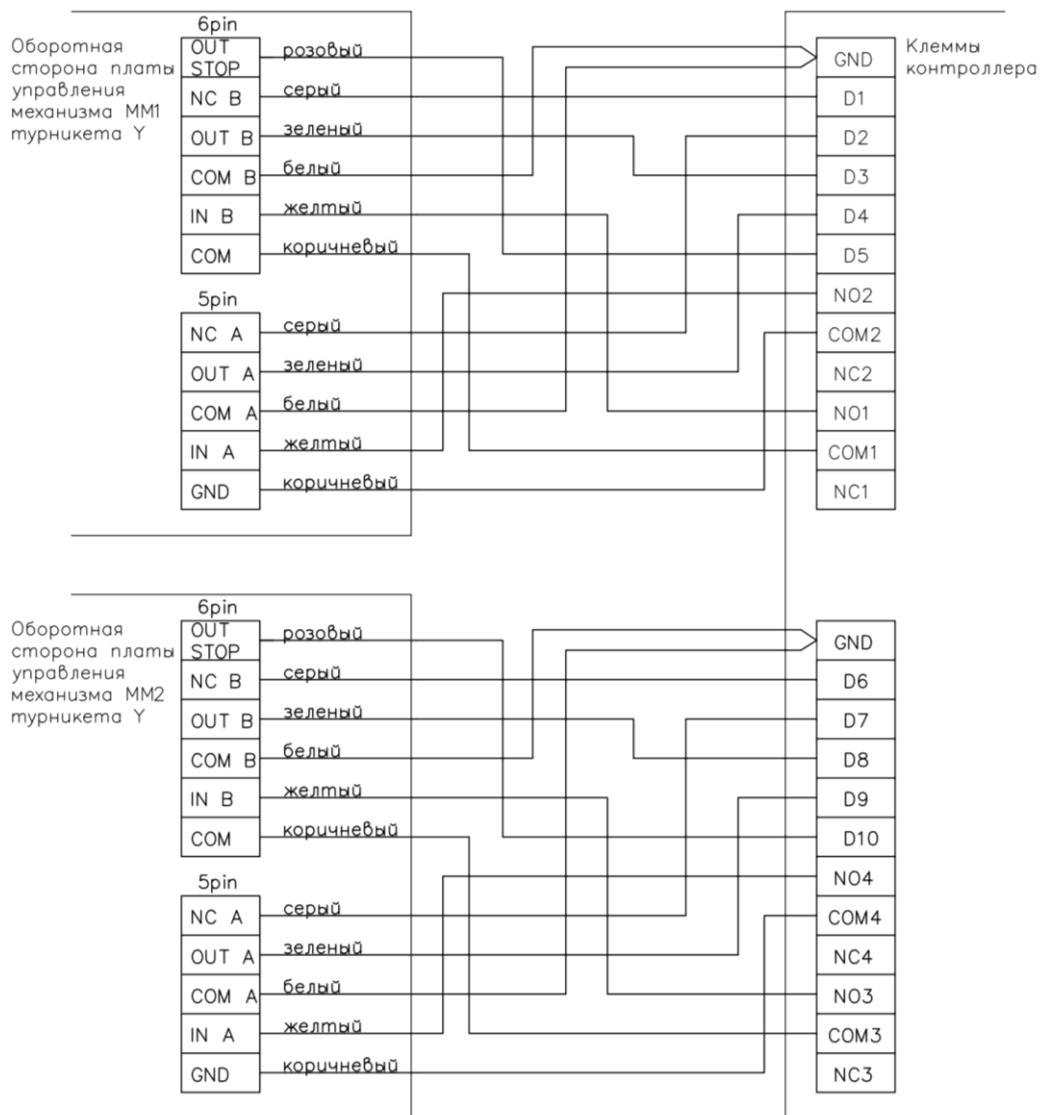 6pin
Оборотная
сторона платы
управления
механизма ММ1
турникета Y
OUT
STOP
розовый
NC B
серый
OUT B
зеленый
COM B
белый
IN B
желтый
COM
коричневый
5pin
NC A
серый
OUT A
зеленый
COM A
белый
IN A
желтый
GND
коричневый
Клеммы
контроллера
GND
D1
D2
D3
D4
D5
NO2
COM2
NC2
NO1
COM1
NC1
6pin
Оборотная
сторона платы
управления
механизма ММ2
турникета Y
OUT
STOP
розовый
NC B
серый
OUT B
зеленый
COM B
белый
IN B
желтый
COM
коричневый
5pin
NC A
серый
OUT A
зеленый
COM A
белый
IN A
желтый
GND
коричневый
GND
D6
D7
D8
D9
D10
NO4
COM4
NC4
NO3
COM3
NC3